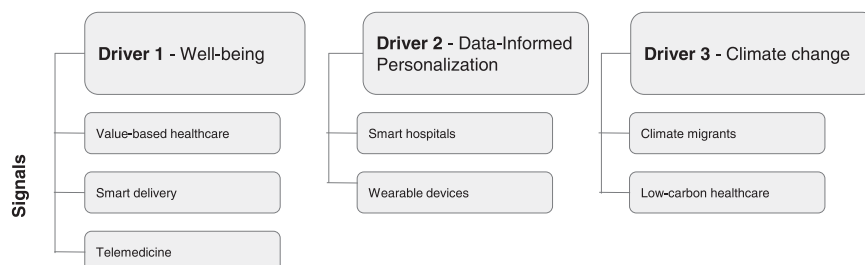 Driver 1 - Well-being
Driver 2 - Data-Informed
Personalization
Driver 3 - Climate change
Signals
Value-based healthcare
Smart hospitals
Climate migrants
Smart delivery
Wearable devices
Low-carbon healthcare
Telemedicine